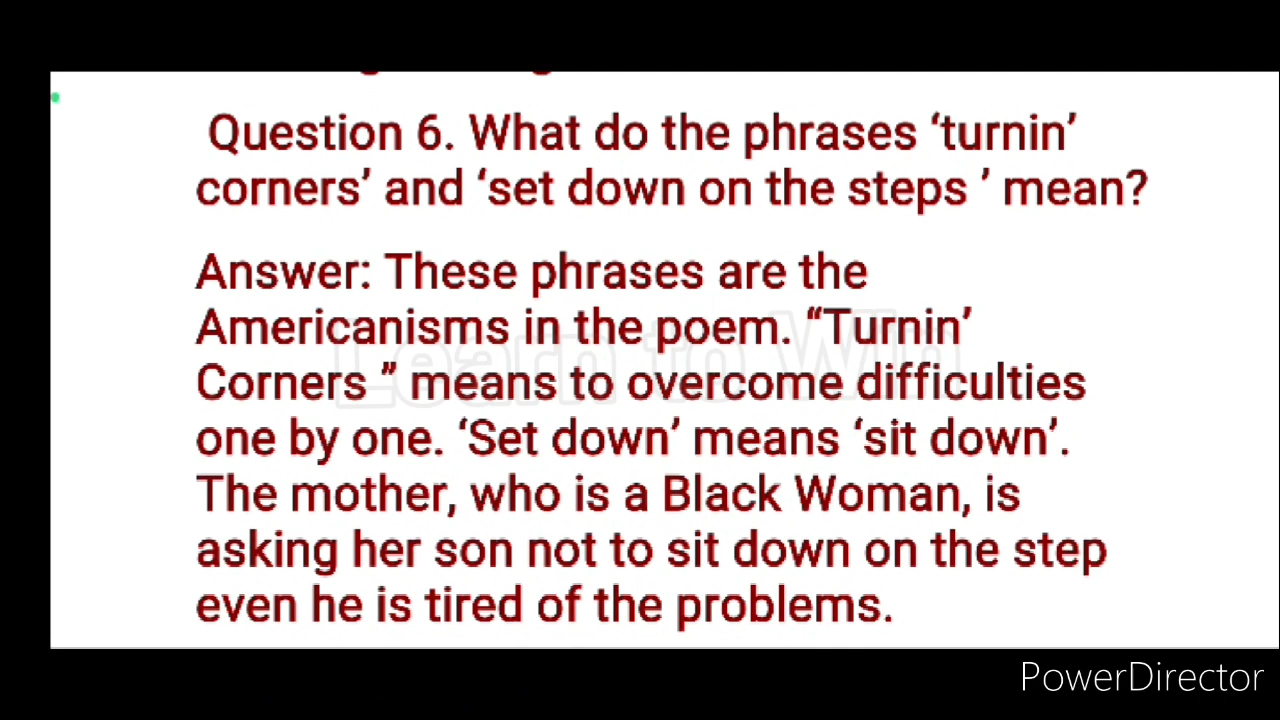 Question 6. What do the phrases ‘turnin’
corners’ and ‘set down on the steps ’ mean?
Answer: These phrases are the
Americanisms in the poem. “Turnin’
Corners ” means to overcome difficulties
one by one. ‘Set down’ means ‘sit down’.
The mother, who is a Black Woman, is
asking her son not to sit down on the step
even he is tired of the problems.
Learn to Win
PowerDirector